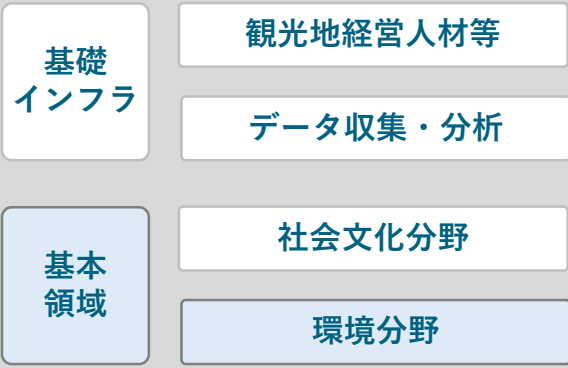 基礎
インフラ
観光地経営人材等
データ収集・分析
基本
領域
社会文化分野
環境分野